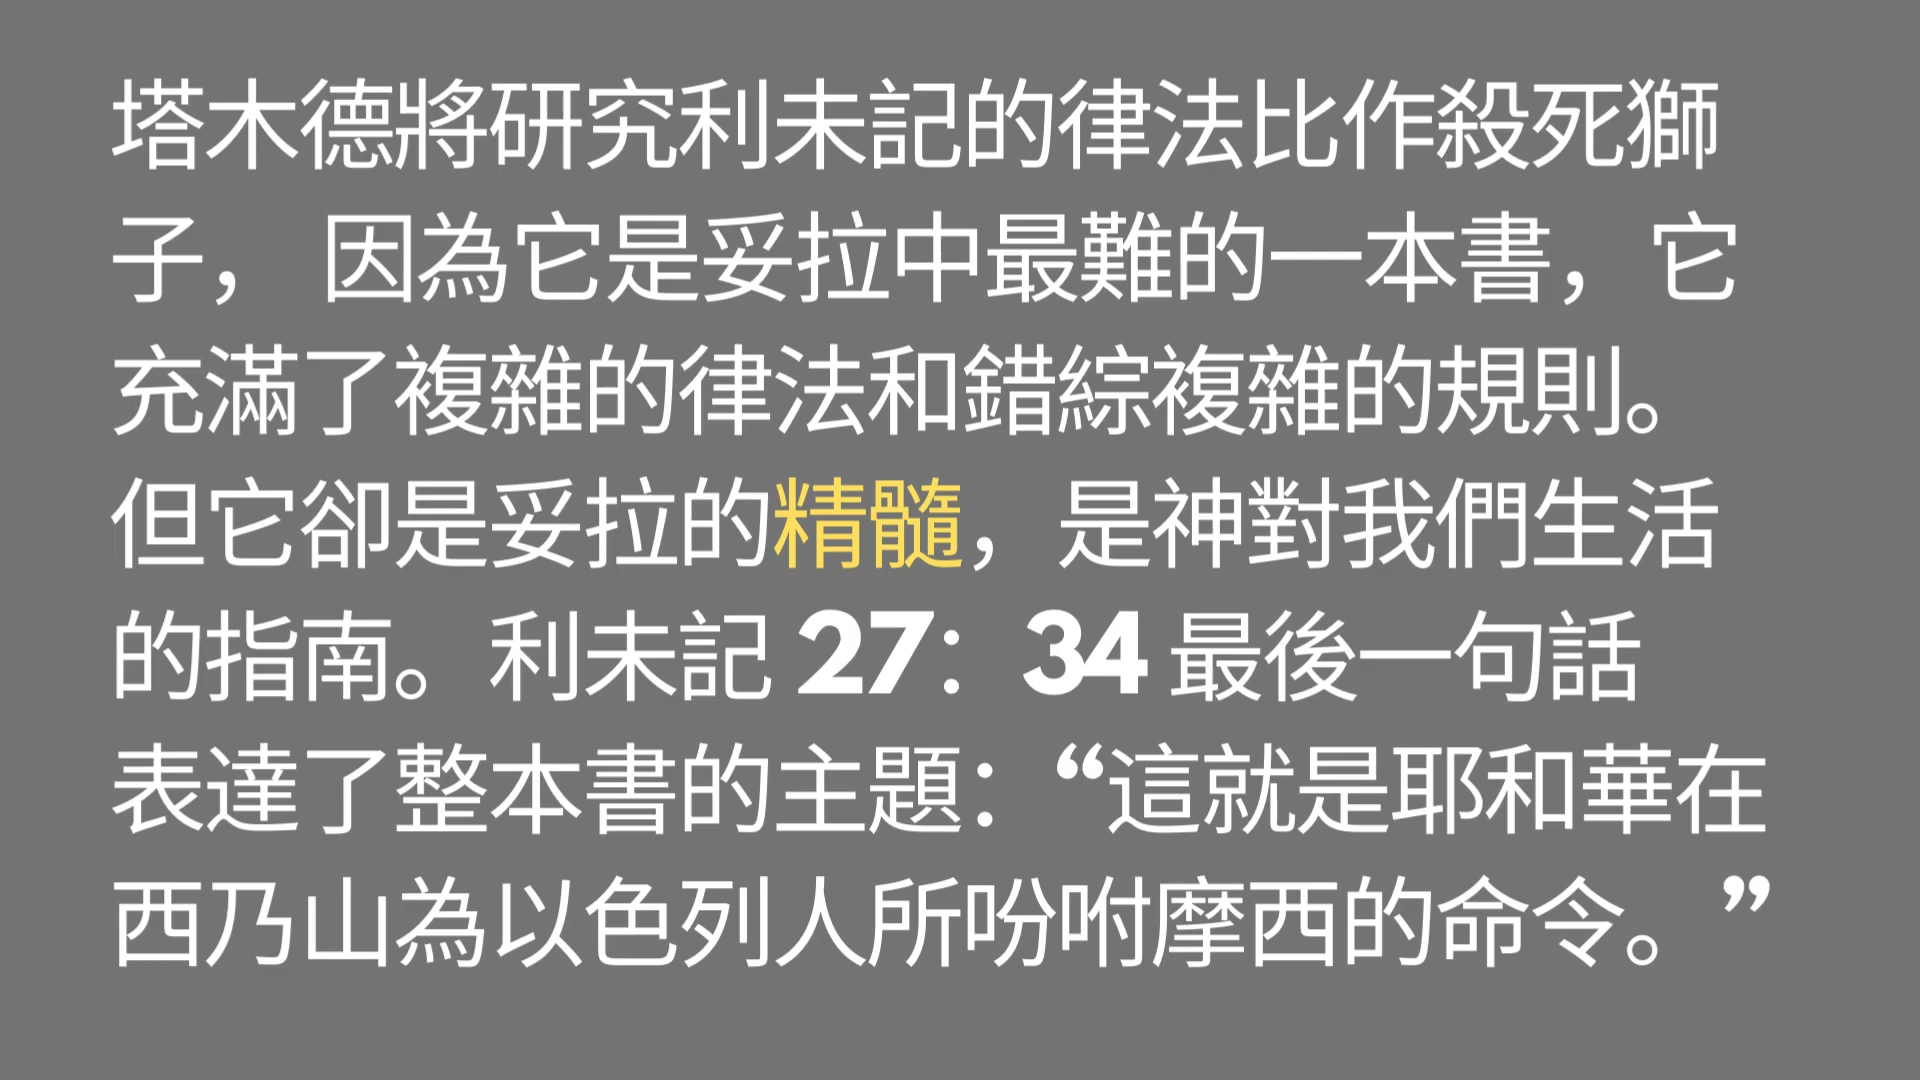 塔木德將研究利未記的律法比作殺死獅
子， 因為它是妥拉中最難的一本書，它
充滿了複雜的律法和錯綜複雜的規則。
但它卻是妥拉的精髓，是神對我們生活
的指南。利未記 27：34 最後一句話
表達了整本書的主題：“這就是耶和華在
西乃山為以色列人所吩咐摩西的命令。”